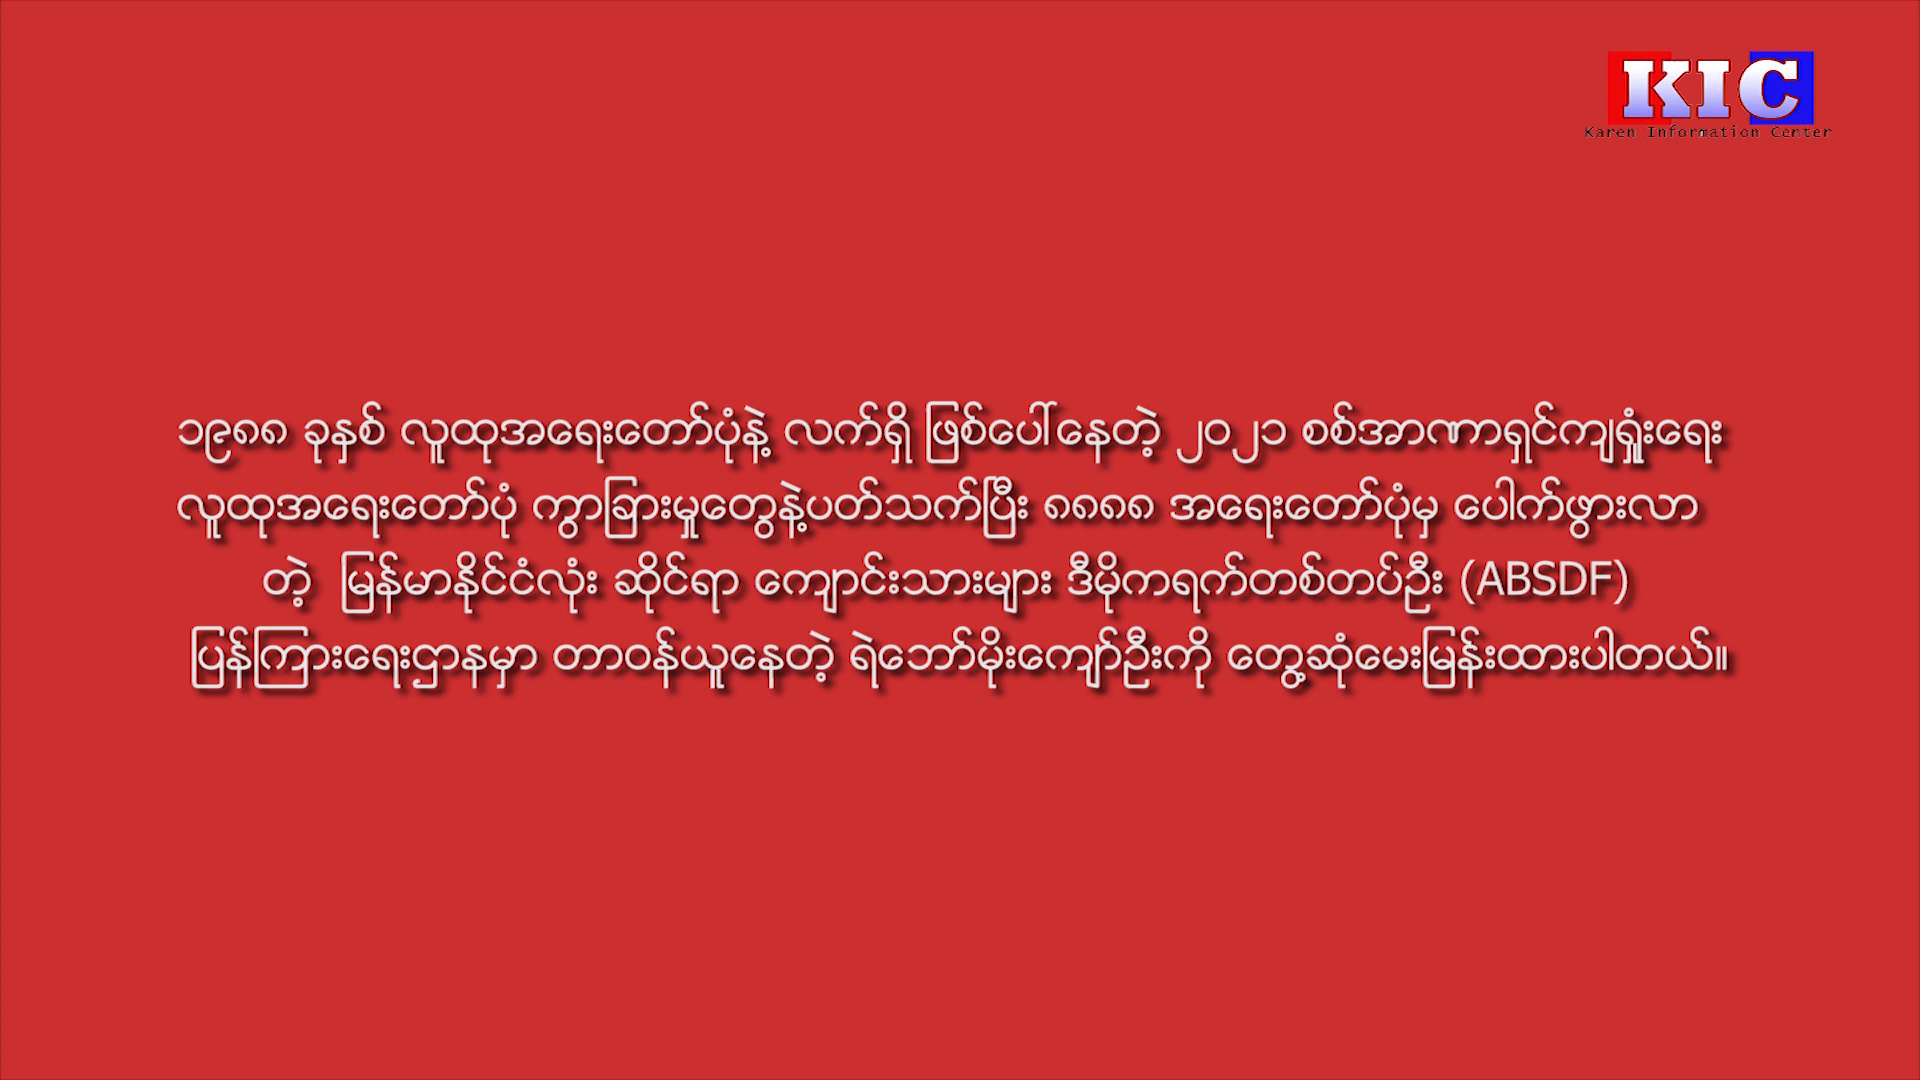 KIC
Karen Information Center
၁၉၈၈ ခုနှစ် လူထုအရေးတော်ပုံနဲ့ လက်ရှိ ဖြစ်ပေါ်နေတဲ့ ၂၀၂၁ စစ်အာဏာရှင်ကျရှုံးရေး
လူထုအရေးတော်ပုံ ကွာခြားမှုတွေနဲ့ပတ်သက်ပြီး ၈၈၈၈ အရေးတော်ပုံမှ ပေါက်ဖွားလာ
တဲ့ မြန်မာနိုင်ငံလုံး ဆိုင်ရာ ကျောင်းသားများ ဒီမိုကရက်တစ်တပ်ဦး (ABSDF)
ပြန်ကြားရေးဌာနမှာ တာဝန်ယူနေတဲ့ ရဲဘော်မိုးကျော်ဦးကို တွေ့ဆုံမေးမြန်းထားပါတယ်။